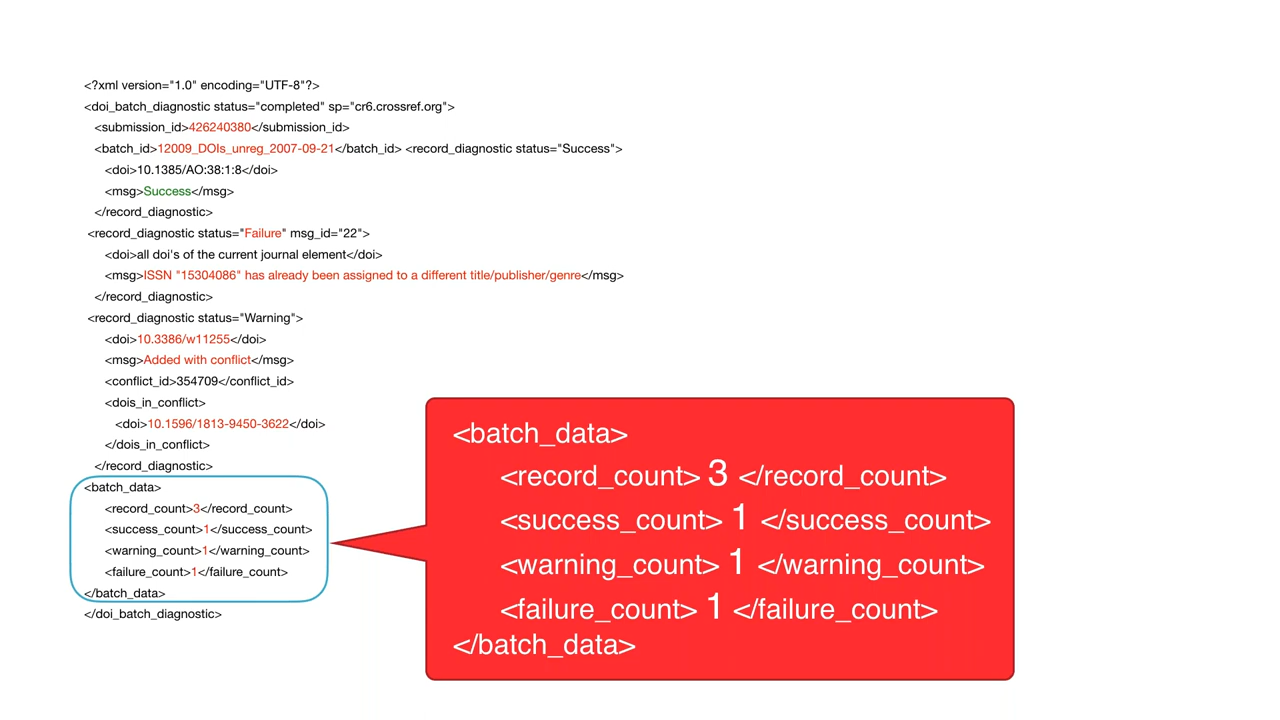 <?xml version="1.0" encoding="UTF-8"?>
<doi_batch_diagnostic status="completed" sp="cr6.crossref.org">
<submission_id>426240380</submission_id>
<batch_id>12009_DOIs_unreg_2007-09-21</batch_id> <record_diagnostic status="Success">
<doi>10.1385/AO:38:1:8</doi>
<msg>Success</msg>
</record_diagnostic>
<record_diagnostic status="Failure" msg_id="22">
<doi>all doi's of the current journal element</doi>
<msg>ISSN "15304086" has already been assigned to a different title/publisher/genre</msg>
</record_diagnostic>
<record_diagnostic status="Warning">
<doi>10.3386/w11255</doi>
<msg>Added with conflict</msg>
<conflict_id>354709</conflict_id>
<dois_in_conflict>
<doi>10.1596/1813-9450-3622</doi>
</dois_in_conflict>
</record_diagnostic>
<batch_data>
<record_count>3</record_count>
<success_count>1</success_count>
<warning_count>1</warning_count>
<failure_count>1</failure_count>
</batch_data>
</doi_batch_diagnostic>
<batch_data>
<record_count> 3 </record_count>
<success_count> 1 </success_count>
<warning_count> 1 </warning_count>
<failure_count> 1 </failure_count>
</batch_data>